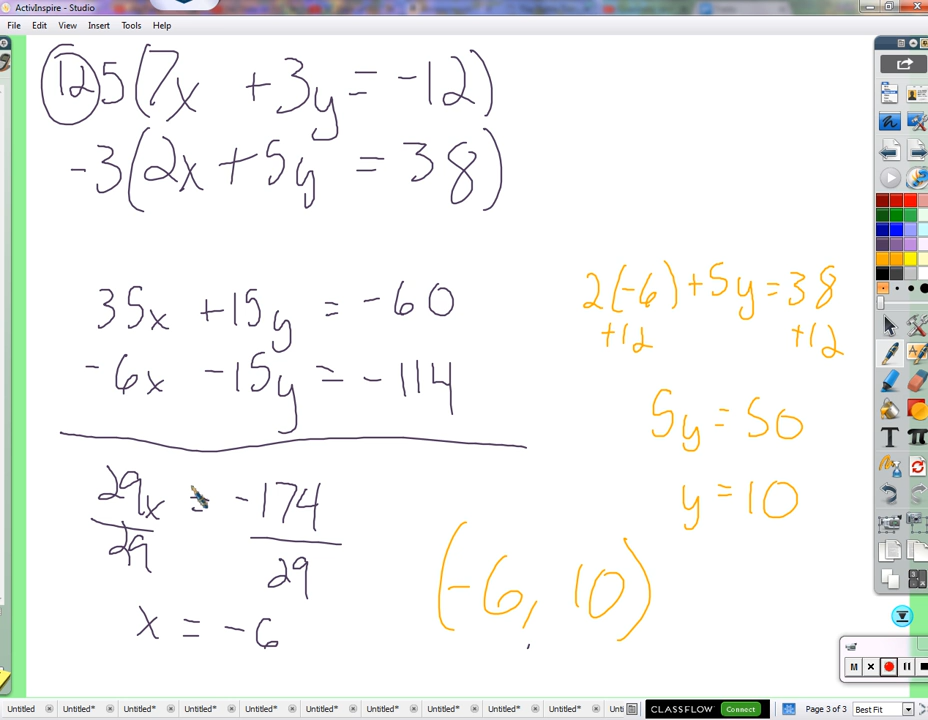 ActivInspire - Studio
File Edit View Insert Tools Help
12 5(7x +3y = -12)
-3(2x+5y = 38)
35x +15y = -60
-6x -15y = -114
29x = -174
29 29
x = -6
2(-6)+5y=38
+12 +12
5y = 50
y = 10
(-6, 10)
Untitled Untitled* Untitled* Untitled* Untitled* Untitled* Untitled* Untitled* Untitled* Untitled* Unti CLASSFLOW Connect Page 3 of 3 Best Fit